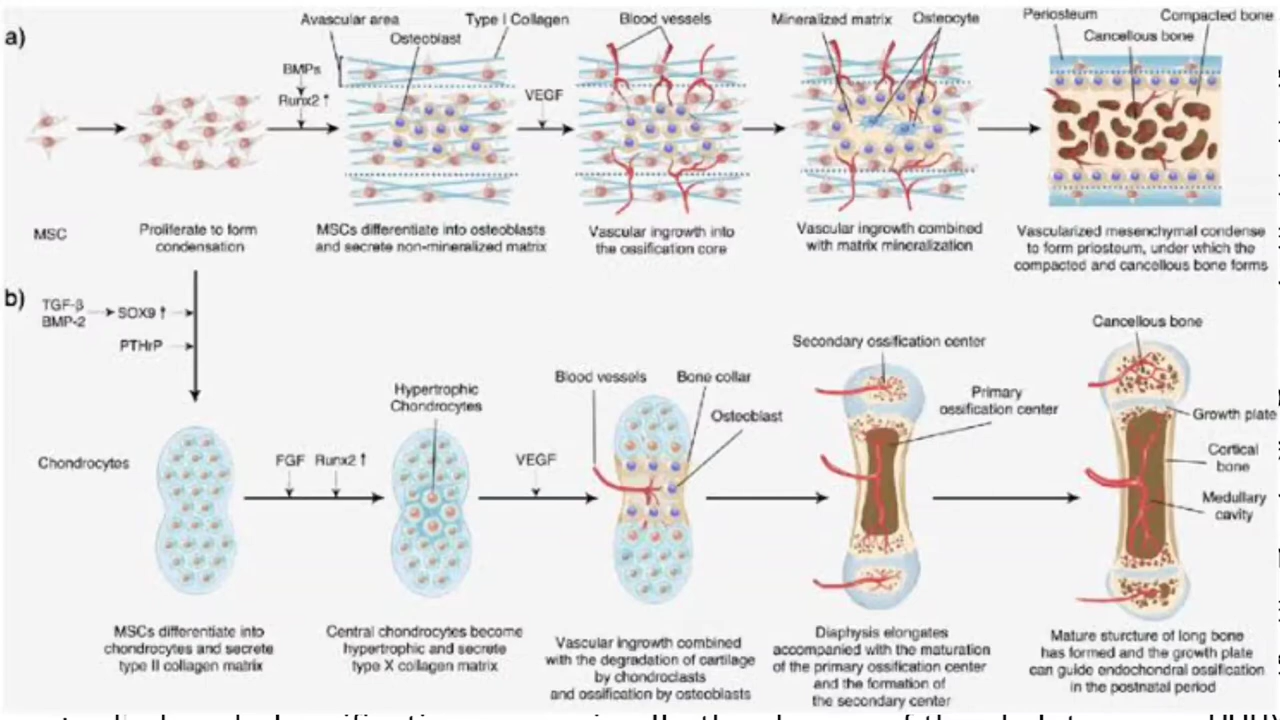 a)
Avascular area
Type I Collagen
Osteoblast
BMPs
Runx2 ↑
VEGF
Blood vessels
Mineralized matrix
Osteocyte
Periosteum
Compacted bone
Cancellous bone
MSC
Proliferate to form
condensation
MSCs differentiate into osteoblasts
and secrete non-mineralized matrix
Vascular ingrowth into
the ossification core
Vascular ingrowth combined
with matrix mineralization
Vascularized mesenchymal condense
to form priosteum, under which the
compacted and cancellous bone forms
b)
TGF-β
BMP-2
SOX9 ↑
PTHrP
Chondrocytes
FGF Runx2 ↑
Hypertrophic
Chondrocytes
VEGF
Blood vessels
Bone collar
Osteoblast
Secondary ossification center
Primary
ossification center
Cancellous bone
Growth plate
Cortical
bone
Medullary
cavity
MSCs differentiate into
chondrocytes and secrete
type II collagen matrix
Central chondrocytes become
hypertrophic and secrete
type X collagen matrix
Vascular ingrowth combined
with the degradation of cartilage
by chondroclasts
and ossification by osteoblasts
Diaphysis elongates
accompanied with the maturation
of the primary ossification center
and the formation of
the secondary center
Mature sturcture of long bone
has formed and the growth plate
can guide endochondral ossification
in the postnatal period